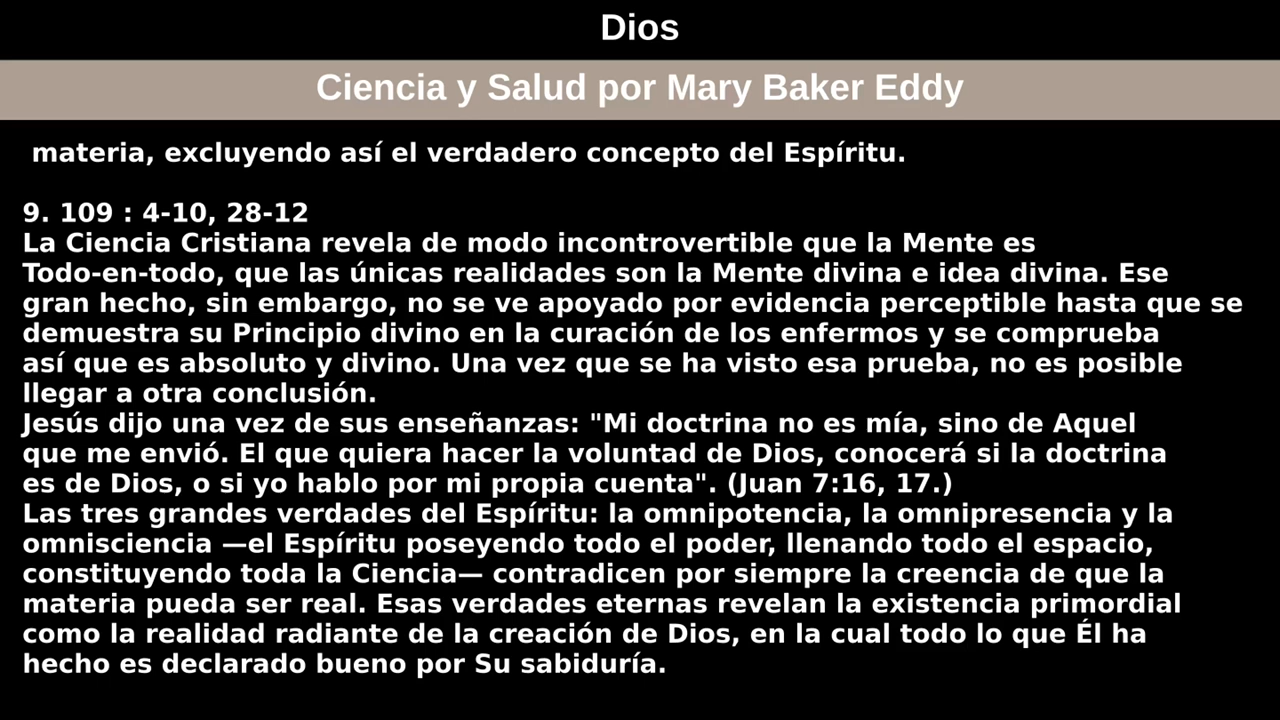 Dios
Ciencia y Salud por Mary Baker Eddy
materia, excluyendo así el verdadero concepto del Espíritu.
9. 109 : 4-10, 28-12
La Ciencia Cristiana revela de modo incontrovertible que la Mente es
Todo-en-todo, que las únicas realidades son la Mente divina e idea divina. Ese
gran hecho, sin embargo, no se ve apoyado por evidencia perceptible hasta que se
demuestra su Principio divino en la curación de los enfermos y se comprueba
así que es absoluto y divino. Una vez que se ha visto esa prueba, no es posible
llegar a otra conclusión.
Jesús dijo una vez de sus enseñanzas: "Mi doctrina no es mía, sino de Aquel
que me envió. El que quiera hacer la voluntad de Dios, conocerá si la doctrina
es de Dios, o si yo hablo por mi propia cuenta". (Juan 7:16, 17.)
Las tres grandes verdades del Espíritu: la omnipotencia, la omnipresencia y la
omnisciencia —el Espíritu poseyendo todo el poder, llenando todo el espacio,
constituyendo toda la Ciencia— contradicen por siempre la creencia de que la
materia pueda ser real. Esas verdades eternas revelan la existencia primordial
como la realidad radiante de la creación de Dios, en la cual todo lo que Él ha
hecho es declarado bueno por Su sabiduría.